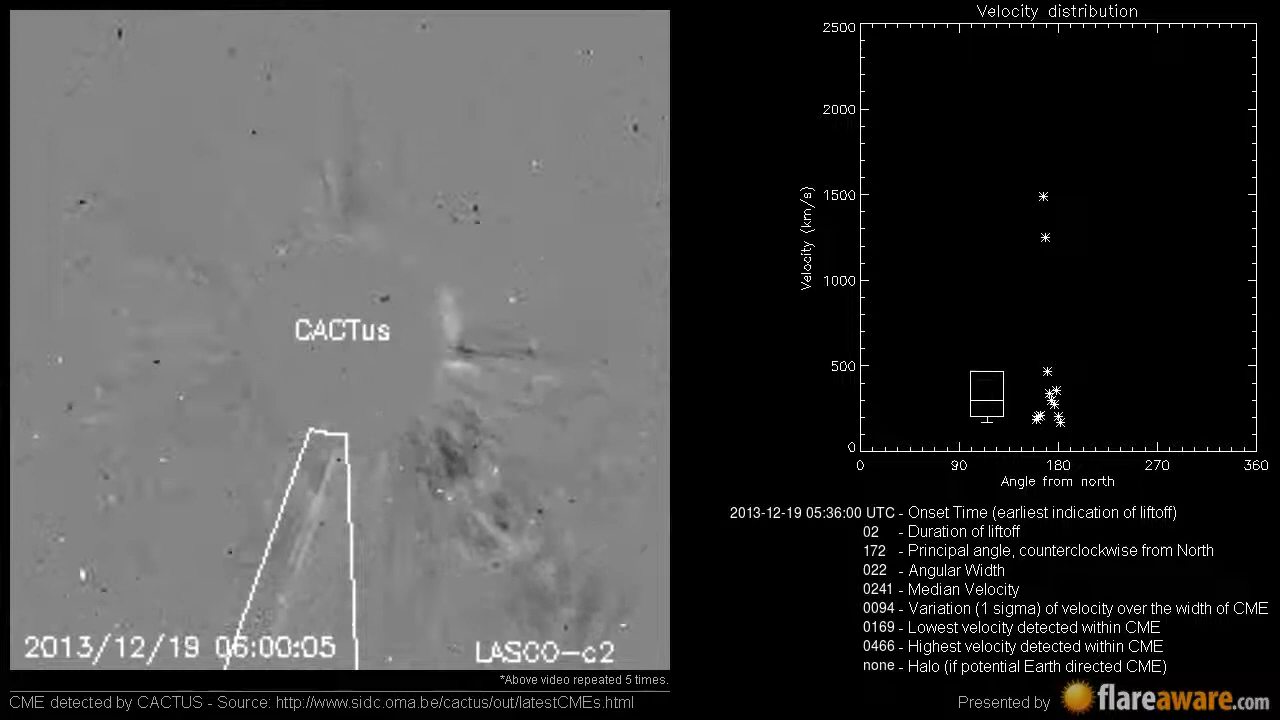 CACTus
2013/12/19 06:00:05
LASCO-c2
*Above video repeated 5 times.
CME detected by CACTUS - Source: http://www.sidc.oma.be/cactus/out/latestCMEs.html
Velocity distribution
2500
2000
1500
1000
500
0
Velocity (km/s)
0 90 180 270 360
Angle from north
2013-12-19 05:36:00 UTC - Onset Time (earliest indication of liftoff)
02 - Duration of liftoff
172 - Principal angle, counterclockwise from North
022 - Angular Width
0241 - Median Velocity
0094 - Variation (1 sigma) of velocity over the width of CME
0169 - Lowest velocity detected within CME
0466 - Highest velocity detected within CME
none - Halo (if potential Earth directed CME)
Presented by flareaware.com